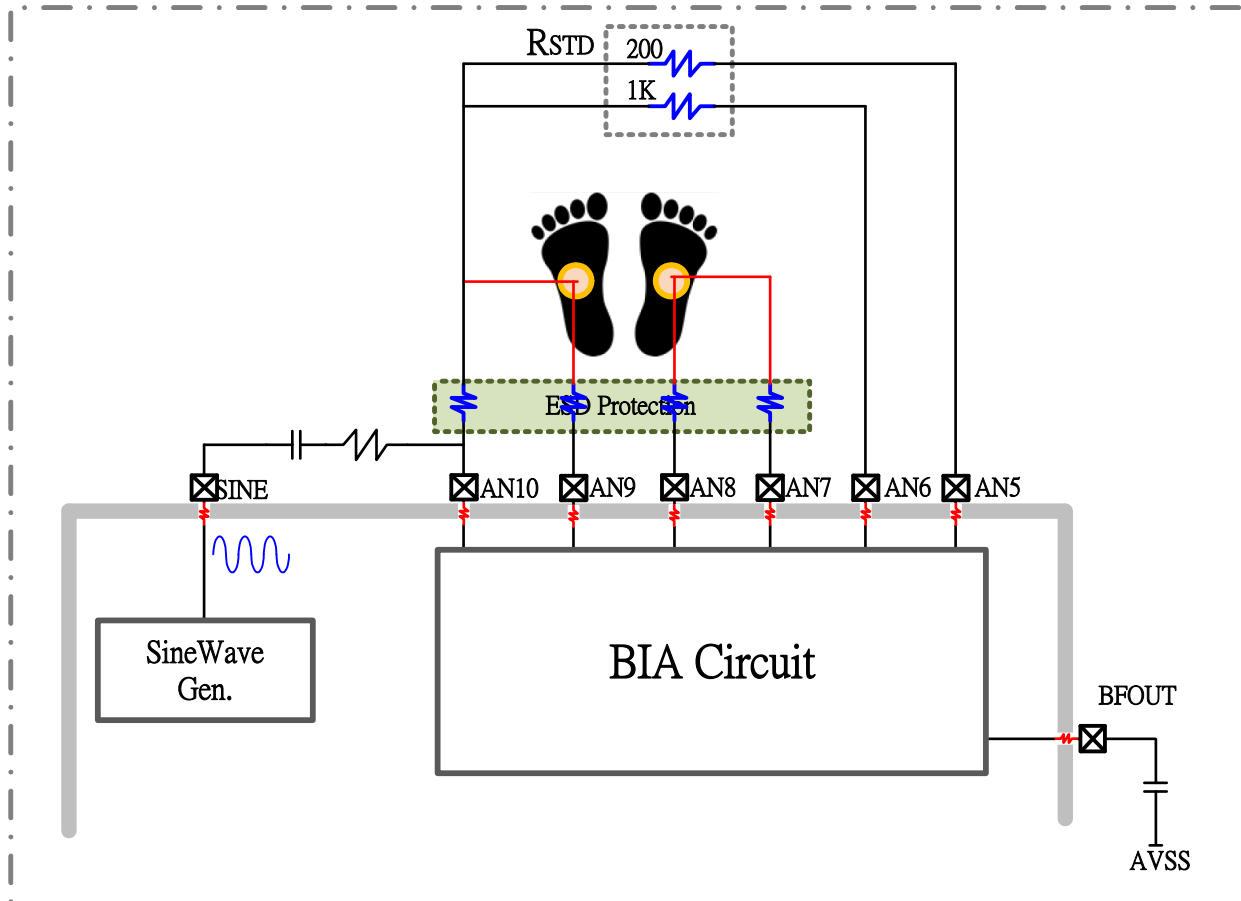 RSTD
200
1K
ESD Protection
SINE
AN10
AN9
AN8
AN7
AN6
AN5
SineWave
Gen.
BIA Circuit
BFOUT
AVSS